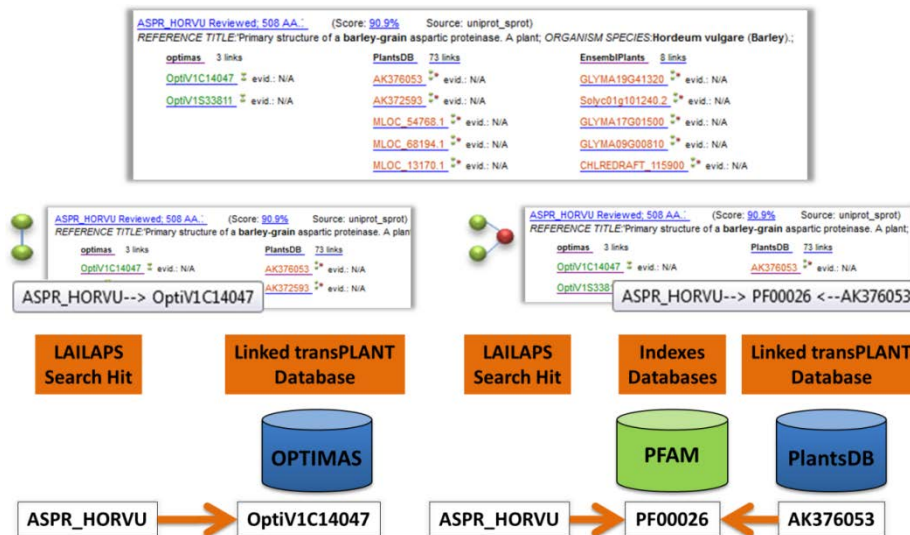 ASPR_HORVU Reviewed; 508 AA.: (Score: 90.9% Source: uniprot_sprot)
REFERENCE TITLE:'Primary structure of a barley-grain aspartic proteinase. A plant; ORGANISM SPECIES:Hordeum vulgare (Barley).;
optimas 3 links PlantsDB 73 links EnsemblPlants 8 links
OptiV1C14047 evid.: N/A AK376053 evid.: N/A GLYMA19G41320 evid.: N/A
OptiV1S33811 evid.: N/A AK372593 evid.: N/A Solyc01g101240.2 evid.: N/A
MLOC_54768.1 evid.: N/A GLYMA17G01500 evid.: N/A
MLOC_68194.1 evid.: N/A GLYMA09G00810 evid.: N/A
MLOC_13170.1 evid.: N/A CHLREDRAFT_115900 evid.: N/A
ASPR_HORVU Reviewed; 508 AA.: (Score: 90.9% Source: uniprot_sprot)
REFERENCE TITLE:'Primary structure of a barley-grain aspartic proteinase. A plan
optimas 3 links PlantsDB 73 links
OptiV1C14047 evid.: N/A AK376053 evid.: N/A
AK372593 evid.: N/A
ASPR_HORVU--> OptiV1C14047
ASPR_HORVU Reviewed; 508 AA.: (Score: 90.9% Source: uniprot_sprot)
REFERENCE TITLE:'Primary structure of a barley-grain aspartic proteinase. A plant;
optimas 3 links PlantsDB 73 links
OptiV1C14047 evid.: N/A AK376053 evid.: N/A
OptiV1S3381
ASPR_HORVU--> PF00026 <--AK376053
LAILAPS Search Hit
Linked transPLANT Database
LAILAPS Search Hit
Indexes Databases
Linked transPLANT Database
OPTIMAS
PFAM
PlantsDB
ASPR_HORVU
OptiV1C14047
ASPR_HORVU
PF00026
AK376053